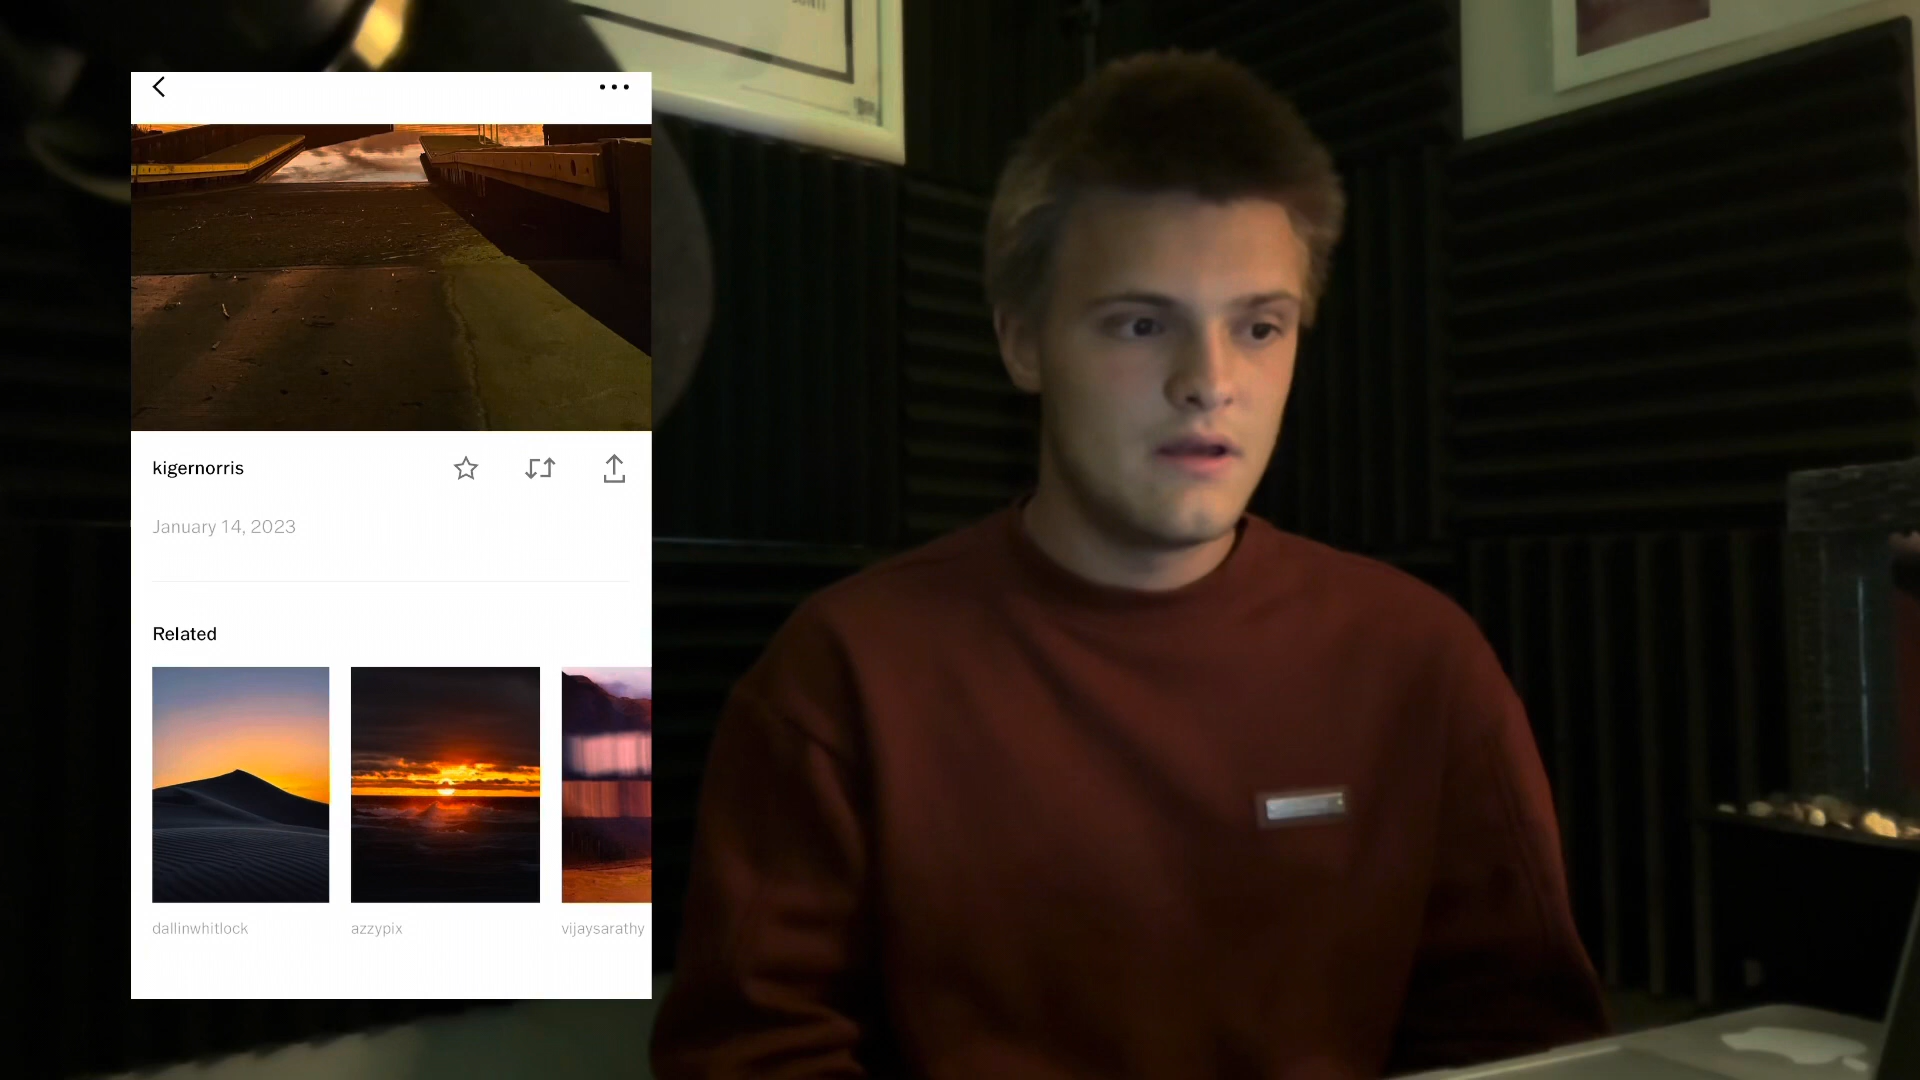 kigernorris
January 14, 2023
Related
dallinwhitlock
azzypix
vijaysarathy